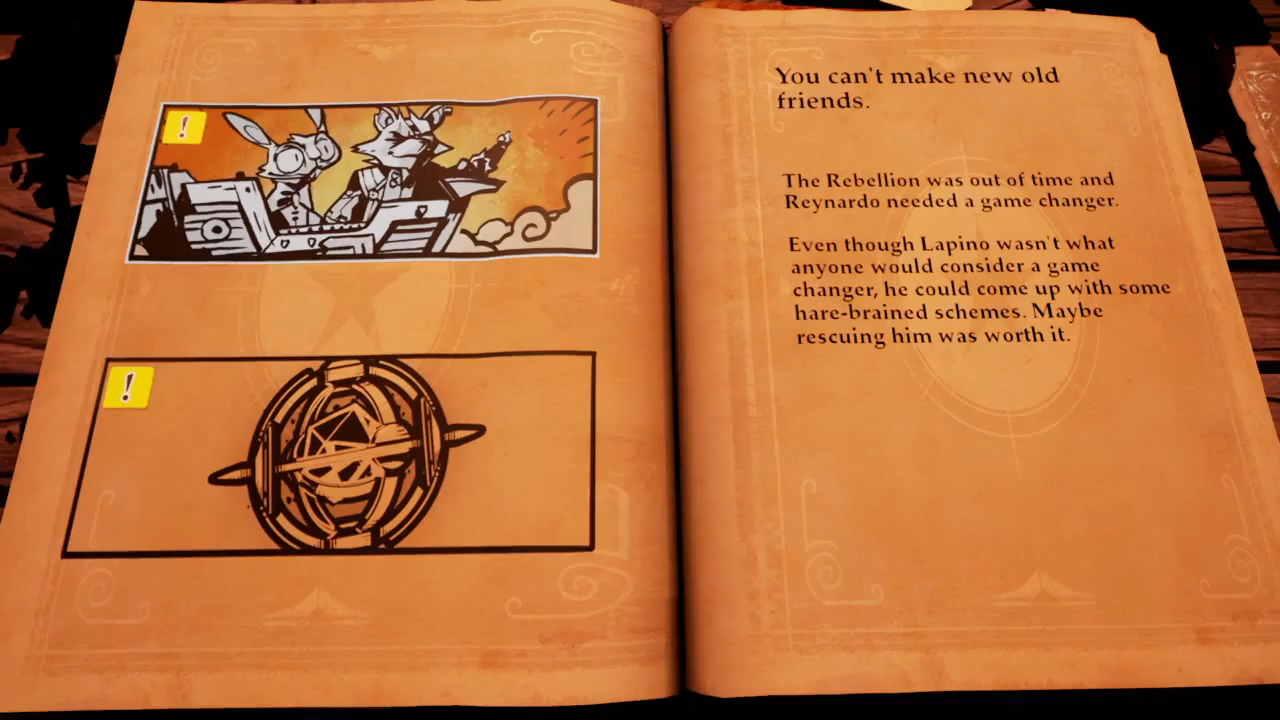 !
!
You can't make new old
friends.
The Rebellion was out of time and
Reynardo needed a game changer.
Even though Lapino wasn't what
anyone would consider a game
changer, he could come up with some
hare-brained schemes. Maybe
rescuing him was worth it.